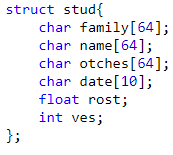 struct stud{
    char family[64];
    char name[64];
    char otches[64];
    char date[10];
    float rost;
    int ves;
};